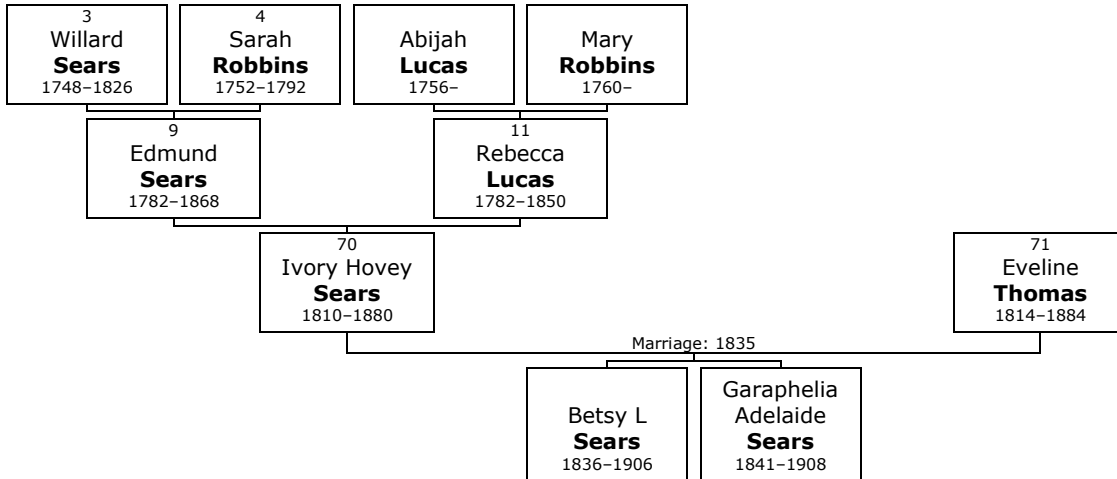 3
Willard
Sears
1748–1826
4
Sarah
Robbins
1752–1792
Abijah
Lucas
1756–
Mary
Robbins
1760–
9
Edmund
Sears
1782–1868
11
Rebecca
Lucas
1782–1850
70
Ivory Hovey
Sears
1810–1880
71
Eveline
Thomas
1814–1884
Marriage: 1835
Betsy L
Sears
1836–1906
Garaphelia
Adelaide
Sears
1841–1908